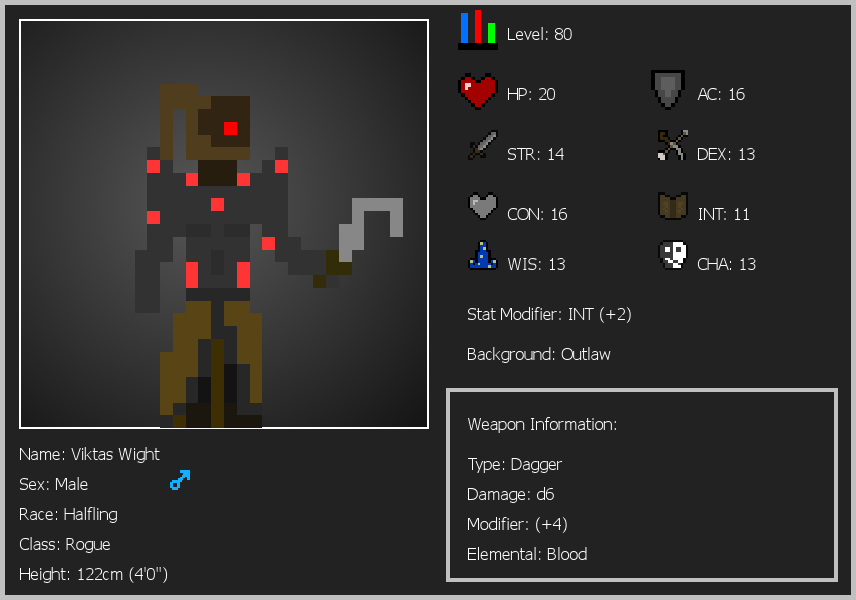 Level: 80
HP: 20
AC: 16
STR: 14
DEX: 13
CON: 16
INT: 11
WIS: 13
CHA: 13
Stat Modifier: INT (+2)
Background: Outlaw
Weapon Information:
Type: Dagger
Damage: d6
Modifier: (+4)
Elemental: Blood
Name: Viktas Wight
Sex: Male
Race: Halfling
Class: Rogue
Height: 122cm (4'0")